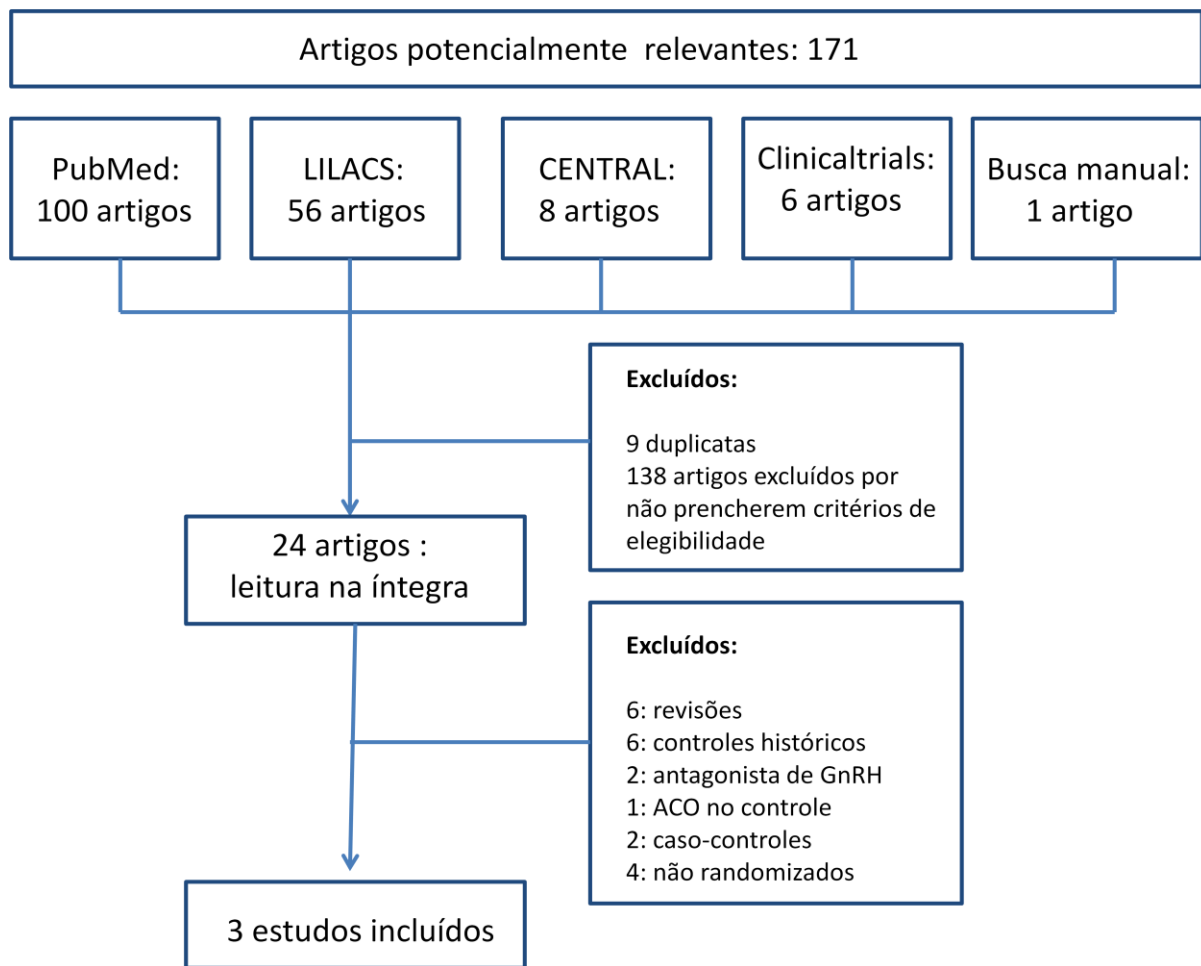 Artigos potencialmente relevantes: 171
PubMed:
100 artigos
LILACS:
56 artigos
CENTRAL:
8 artigos
Clinicaltrials:
6 artigos
Busca manual:
1 artigo
Excluídos:
9 duplicatas
138 artigos excluídos por
não prencherem critérios de
elegibilidade
24 artigos :
leitura na íntegra
Excluídos:
6: revisões
6: controles históricos
2: antagonista de GnRH
1: ACO no controle
2: caso-controles
4: não randomizados
3 estudos incluídos